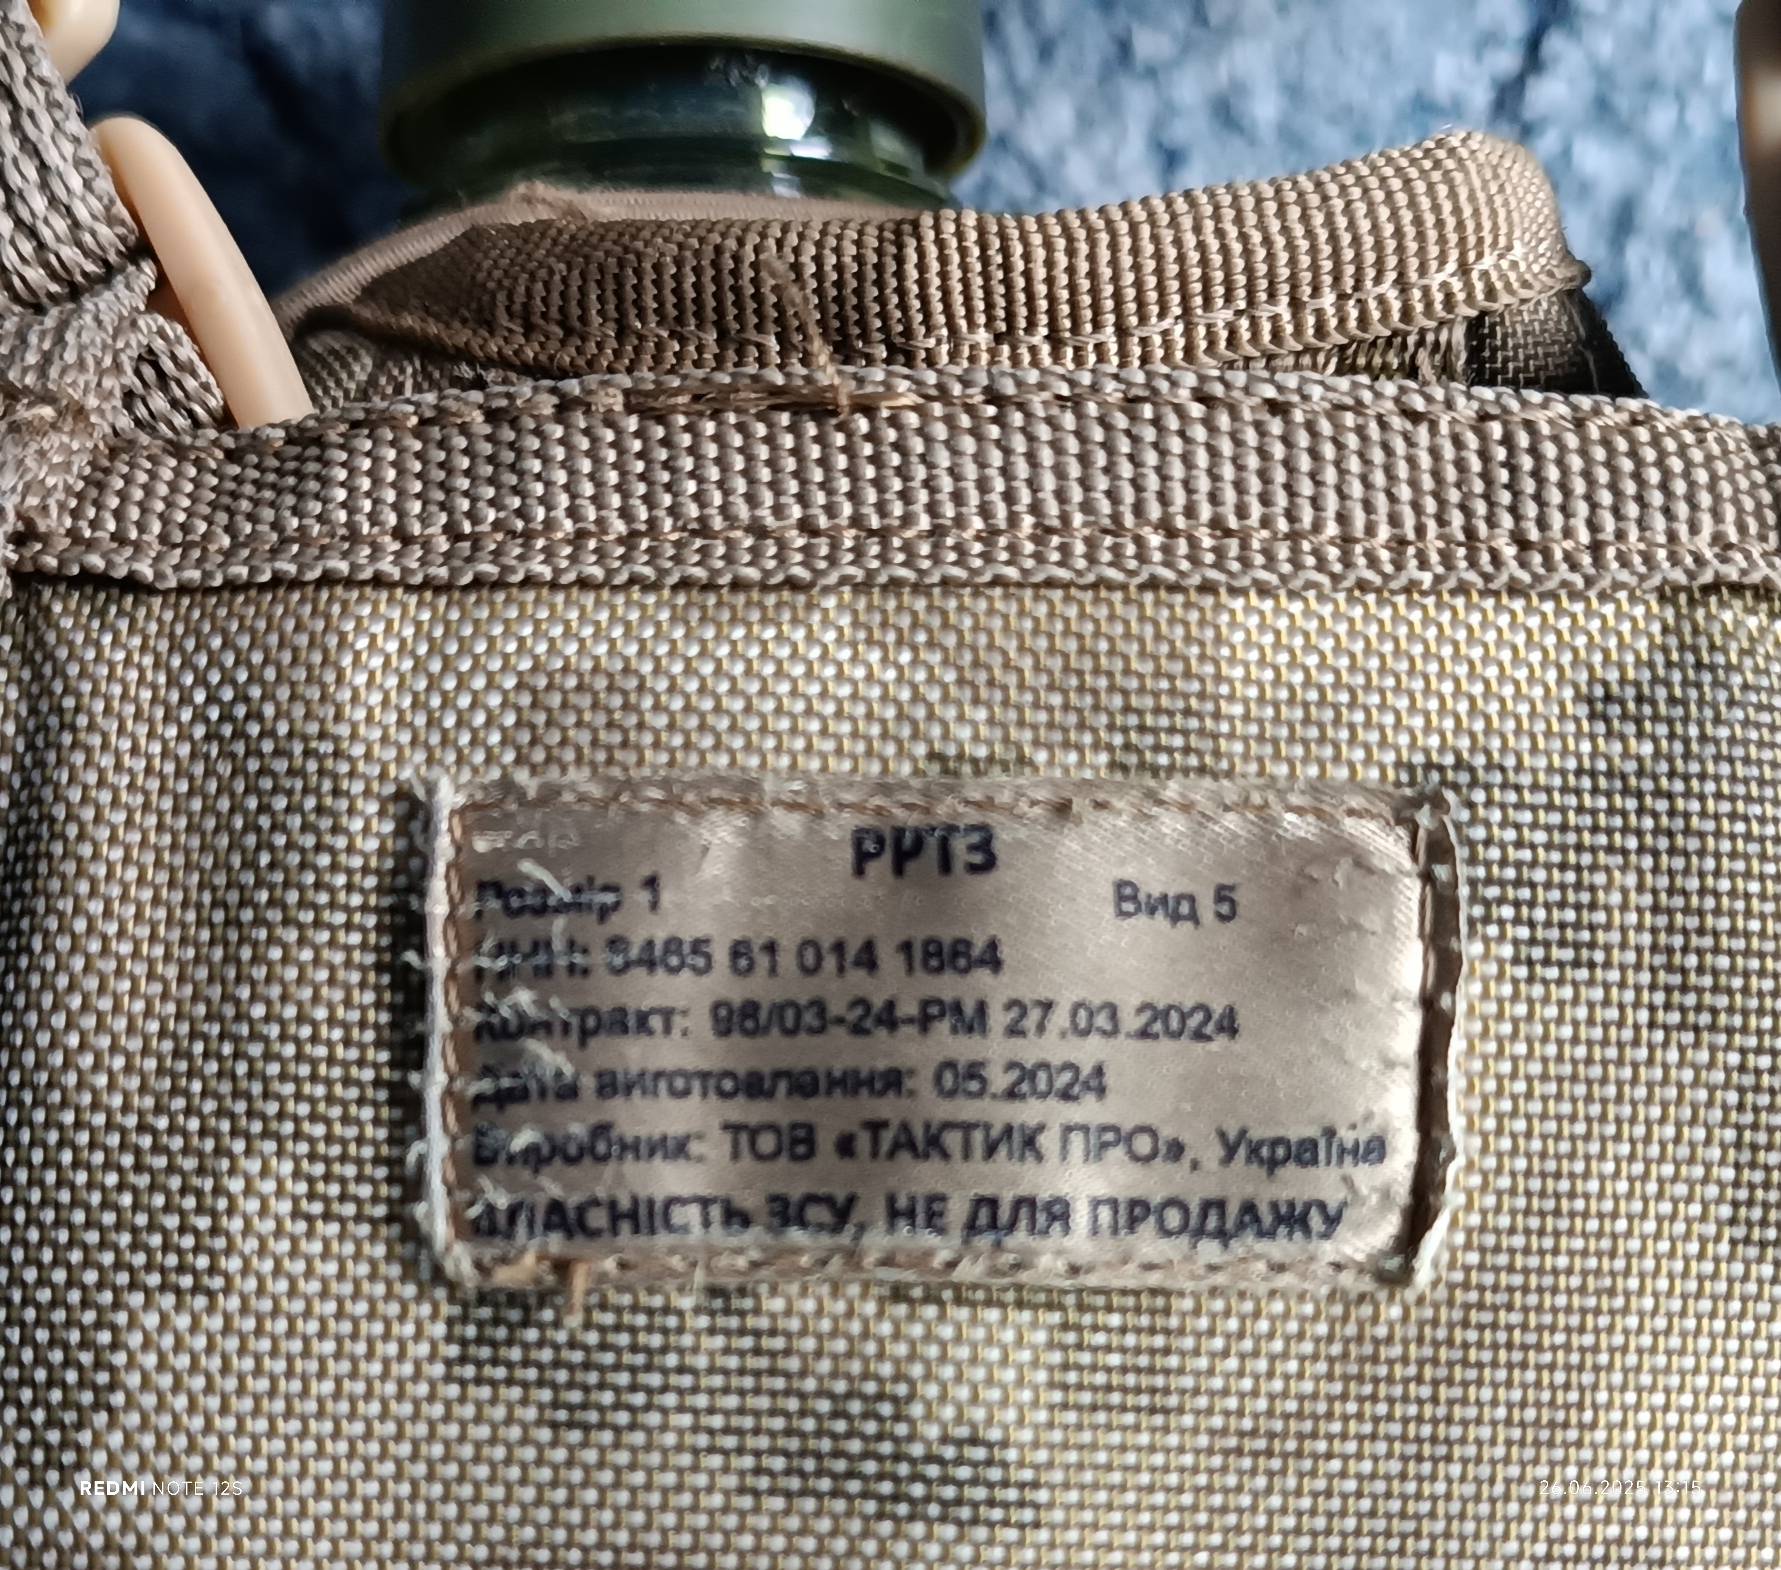 РРТЗ
Розмір 1 Вид 5
ННН: 8465 61 014 1864
Контракт: 98/03-24-РМ 27.03.2024
Дата виготовлення: 05.2024
Виробник: ТОВ «ТАКТИК ПРО», Україна
ВЛАСНІСТЬ ЗСУ, НЕ ДЛЯ ПРОДАЖУ
REDMI NOTE 12S 26.06.2025 13:15